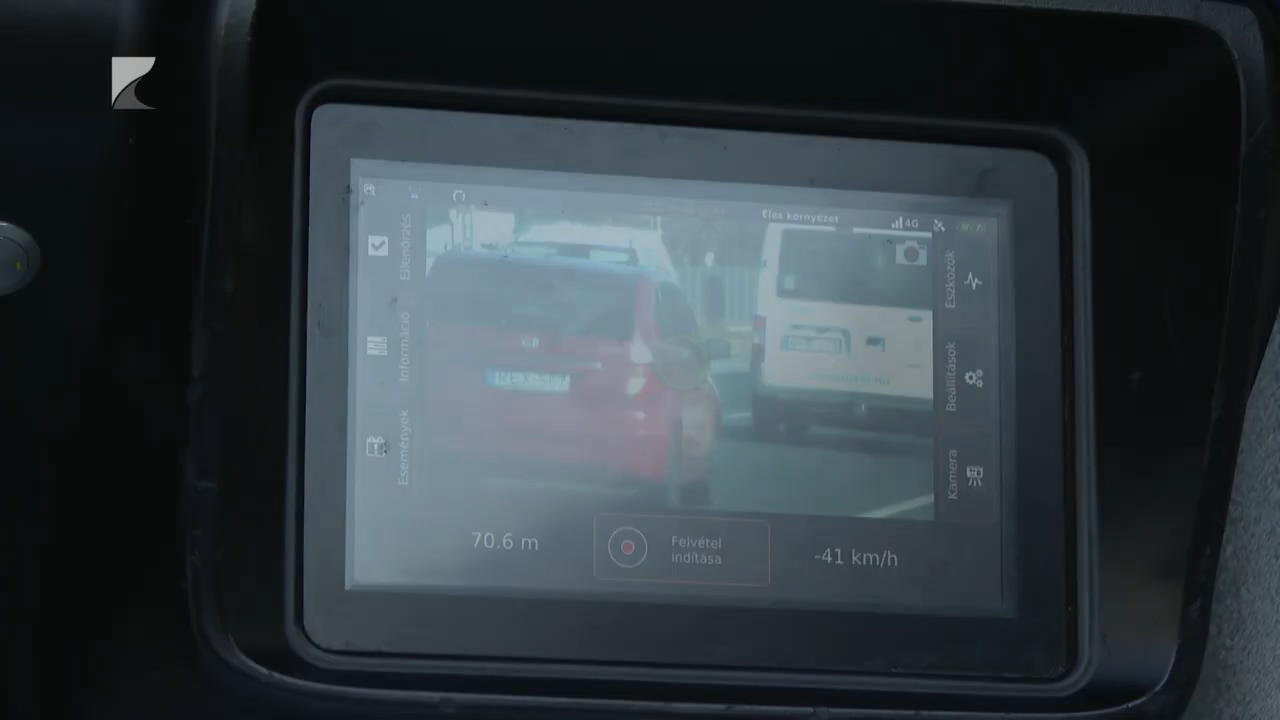 Éles környezet
4G
Ellenőrzés
Információ
Események
Eszközök
Beállítások
Kamera
70.6 m
Felvétel
indítása
-41 km/h